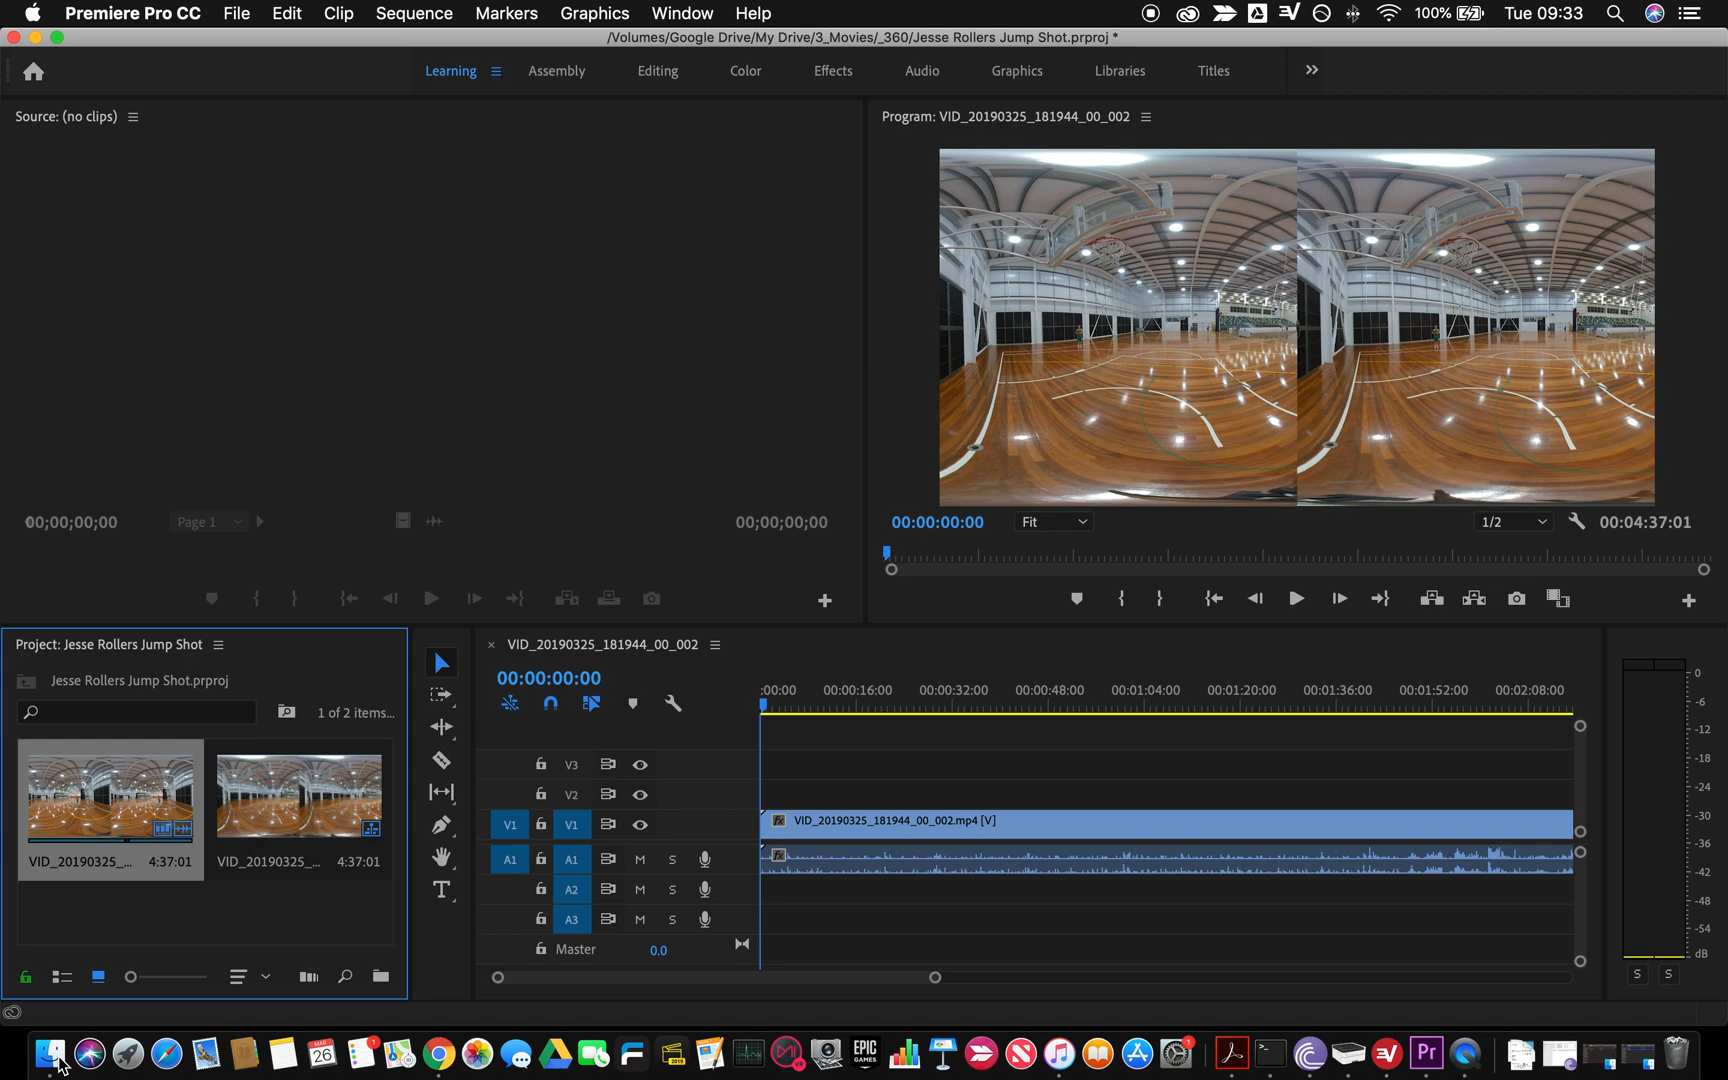 Premiere Pro CC File Edit Clip Sequence Markers Graphics Window Help 100% Tue 09:33
/Volumes/Google Drive/My Drive/3_Movies/_360/Jesse Rollers Jump Shot.prproj *
Learning Assembly Editing Color Effects Audio Graphics Libraries Titles
Source: (no clips)
Program: VID_20190325_181944_00_002
00;00;00;00 Page 1 00;00;00;00
00:00:00:00 Fit 1/2 00:04:37:01
Project: Jesse Rollers Jump Shot
Jesse Rollers Jump Shot.prproj
1 of 2 items...
VID_20190325_... 4:37:01 VID_20190325_... 4:37:01
VID_20190325_181944_00_002
00:00:00:00
:00:00 00:00:16:00 00:00:32:00 00:00:48:00 00:01:04:00 00:01:20:00 00:01:36:00 00:01:52:00 00:02:08:00
V3
V2
V1 V1 VID_20190325_181944_00_002.mp4 [V]
A1 A1 M S
A2 M S
A3 M S
Master 0.0
0
-6
-12
-18
-24
-30
-36
-42
-48
-54
dB
S S
MAR
26
1
2019
EPIC
GAMES
1
Pr